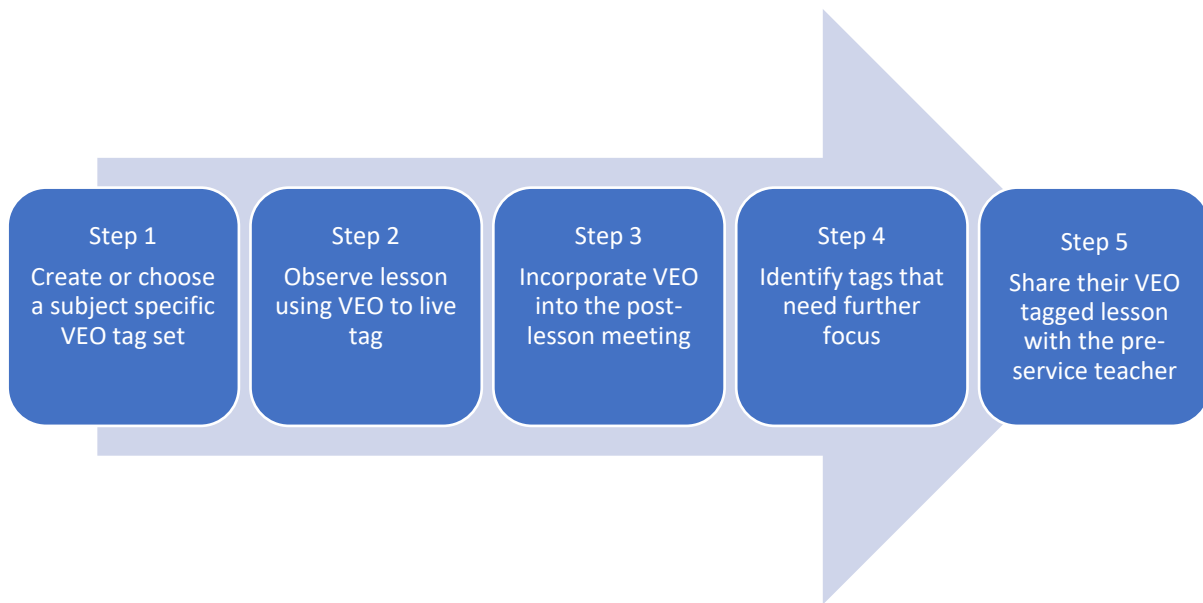 Step 1
Create or choose
a subject specific
VEO tag set
Step 2
Observe lesson
using VEO to live
tag
Step 3
Incorporate VEO
into the post-
lesson meeting
Step 4
Identify tags that
need further
focus
Step 5
Share their VEO
tagged lesson
with the pre-
service teacher